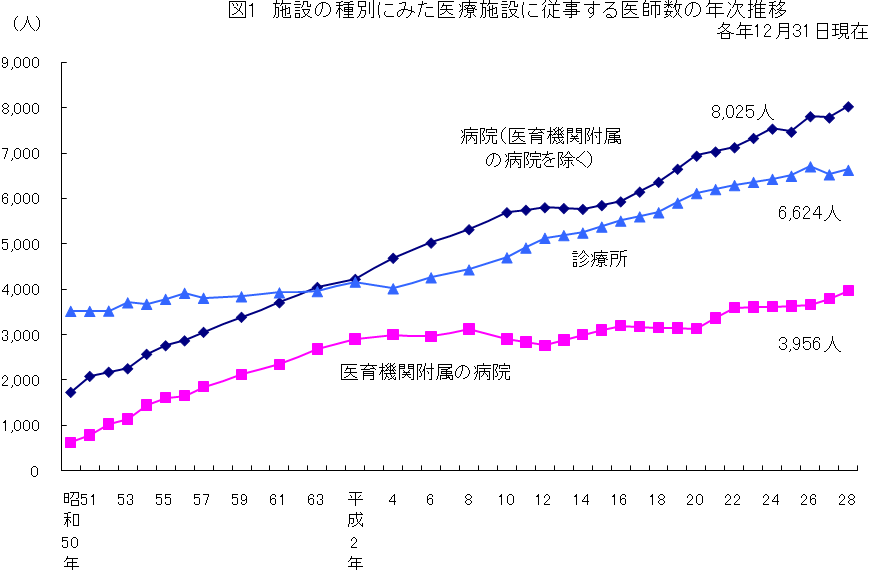 図1 施設の種別にみた医療施設に従事する医師数の年次推移
(人)
各年12月31日現在
9,000
8,000
7,000
6,000
5,000
4,000
3,000
2,000
1,000
0
8,025人
病院(医育機関附属
の病院を除く)
6,624人
診療所
3,956人
医育機関附属の病院
昭和50年 51 53 55 57 59 61 63 平成2年 4 6 8 10 12 14 16 18 20 22 24 26 28